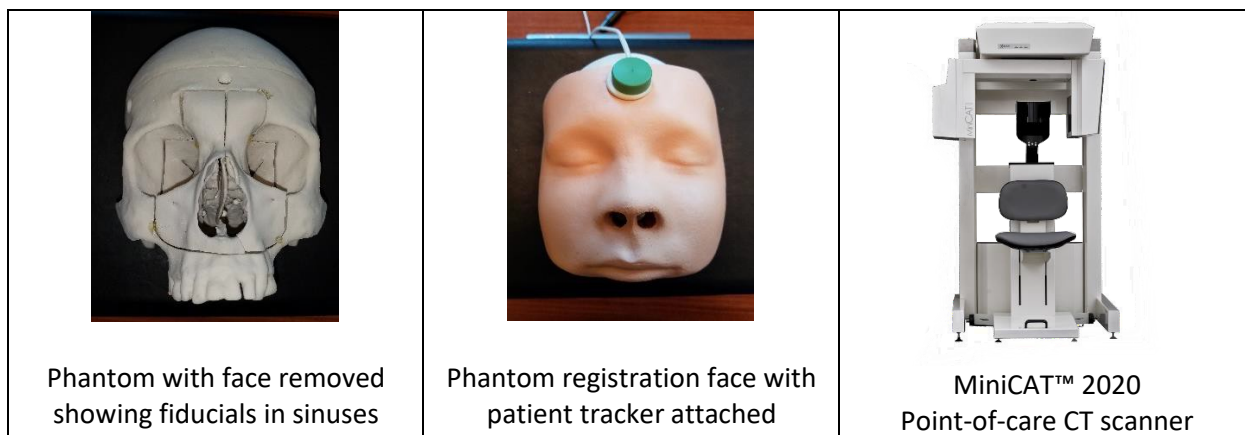 MiniCAT
Phantom with face removed
showing fiducials in sinuses
Phantom registration face with
patient tracker attached
MiniCAT™ 2020
Point-of-care CT scanner